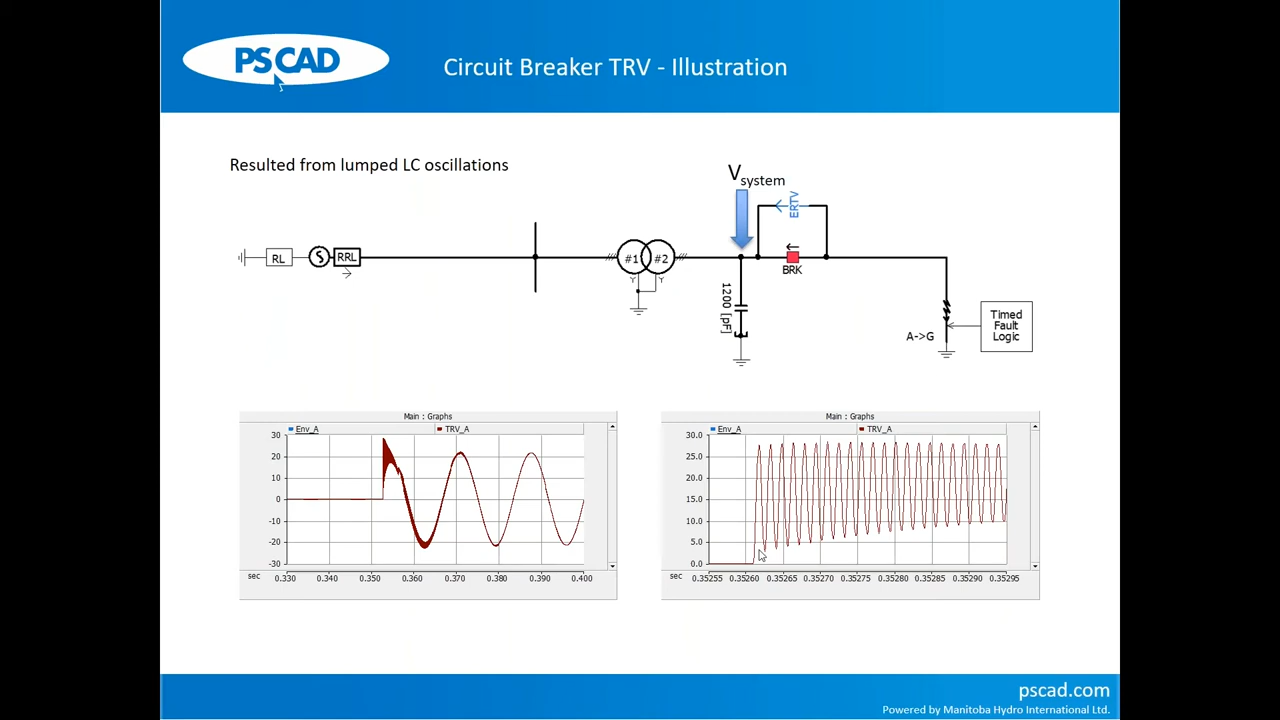 PSCAD
Circuit Breaker TRV - Illustration
Resulted from lumped LC oscillations
Vsystem
ERTV
RL
S
RRL
#1
#2
BRK
Y
Y
1200 [pF]
A->G
Timed
Fault
Logic
Main : Graphs
Env_A
TRV_A
30
20
10
0
-10
-20
-30
sec
0.330
0.340
0.350
0.360
0.370
0.380
0.390
0.400
Main : Graphs
Env_A
TRV_A
30.0
25.0
20.0
15.0
10.0
5.0
0.0
sec
0.35255
0.35260
0.35265
0.35270
0.35275
0.35280
0.35285
0.35290
0.35295
pscad.com
Powered by Manitoba Hydro International Ltd.